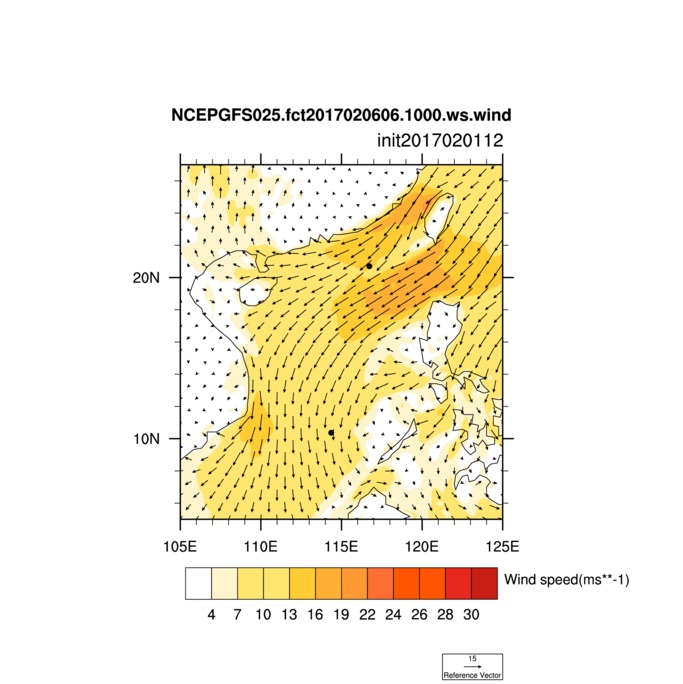 NCEPGFS025.fct2017020606.1000.ws.wind
init2017020112
20N
10N
105E 110E 115E 120E 125E
Wind speed(ms**-1)
4 7 10 13 16 19 22 24 26 28 30
15
Reference Vector